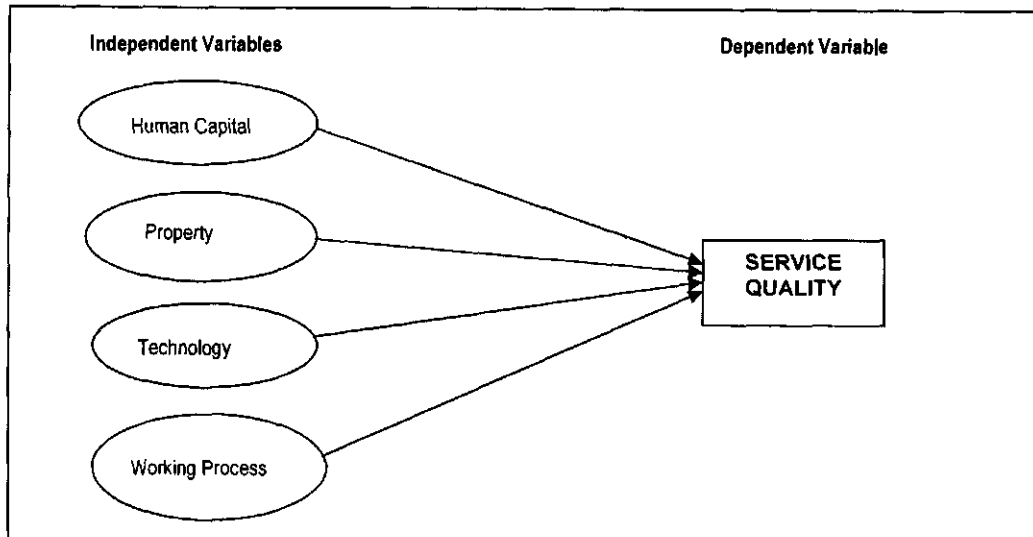 Independent Variables
Dependent Variable
Human Capital
Property
SERVICE
QUALITY
Technology
Working Process